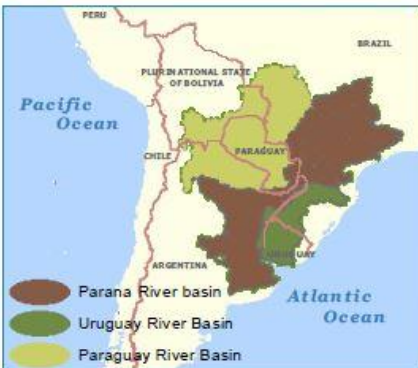 PERU
BRAZIL
PLURINATIONAL STATE
OF BOLIVIA
Pacific
Ocean
PARAGUAY
CHILE
URUGUAY
ARGENTINA
Parana River basin
Atlantic
Ocean
Uruguay River Basin
Paraguay River Basin